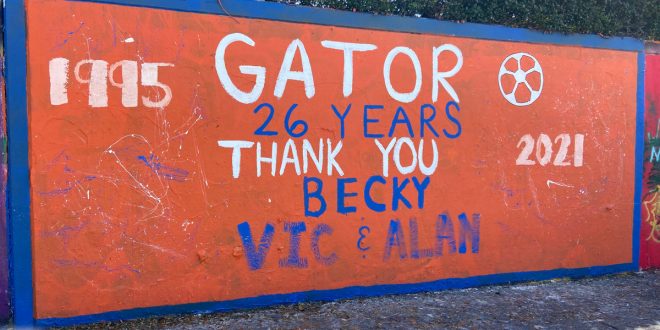 1995
GATOR
26 YEARS
THANK YOU
2021
BECKY
VIC & ALAN